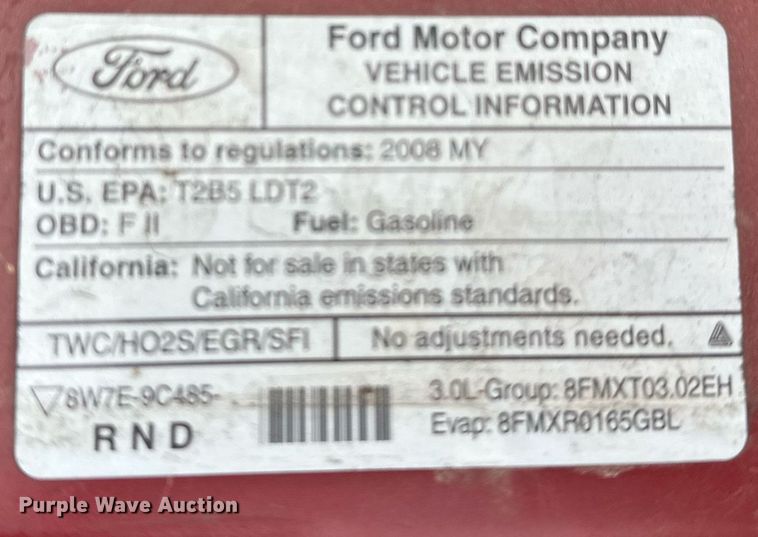 Ford
Ford Motor Company
VEHICLE EMISSION
CONTROL INFORMATION
Conforms to regulations: 2008 MY
U.S. EPA: T2B5 LDT2
OBD: F II Fuel: Gasoline
California: Not for sale in states with
California emissions standards.
TWC/HO2S/EGR/SFI No adjustments needed.
8W7E-9C485-
RND
3.0L-Group: 8FMXT03.02EH
Evap: 8FMXR0165GBL
Purple Wave Auction